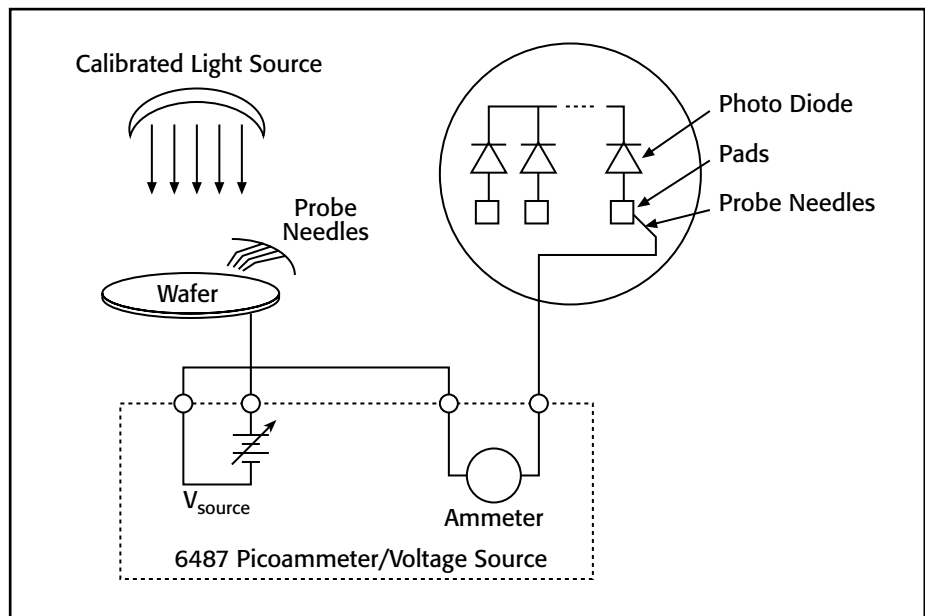 Calibrated Light Source
Photo Diode
Pads
Probe Needles
Probe
Needles
Wafer
Vsource
Ammeter
6487 Picoammeter/Voltage Source